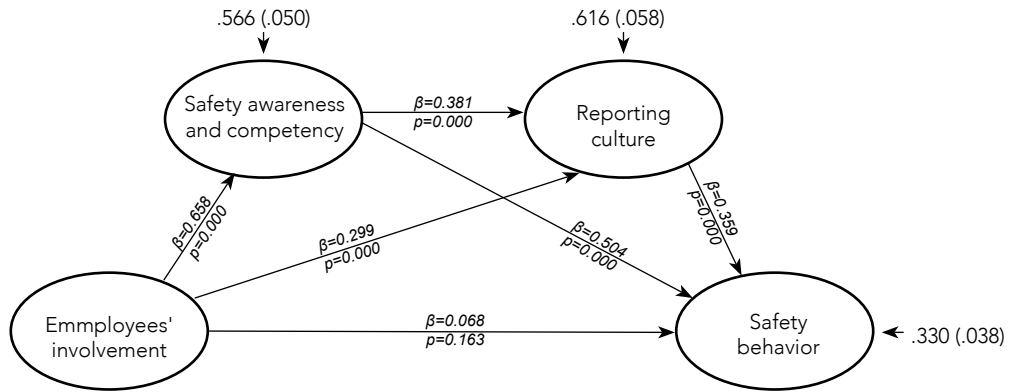 .566 (.050)
.616 (.058)
Safety awareness
and competency
β=0.381
p=0.000
Reporting
culture
β=0.658
p=0.000
β=0.299
p=0.000
β=0.504
p=0.000
β=0.359
p=0.000
Emmployees'
involvement
β=0.068
p=0.163
Safety
behavior
.330 (.038)